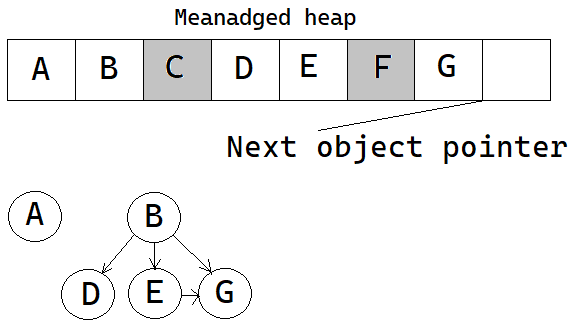 Meanadged heap
A B C D E F G
Next object pointer
A B
D E G